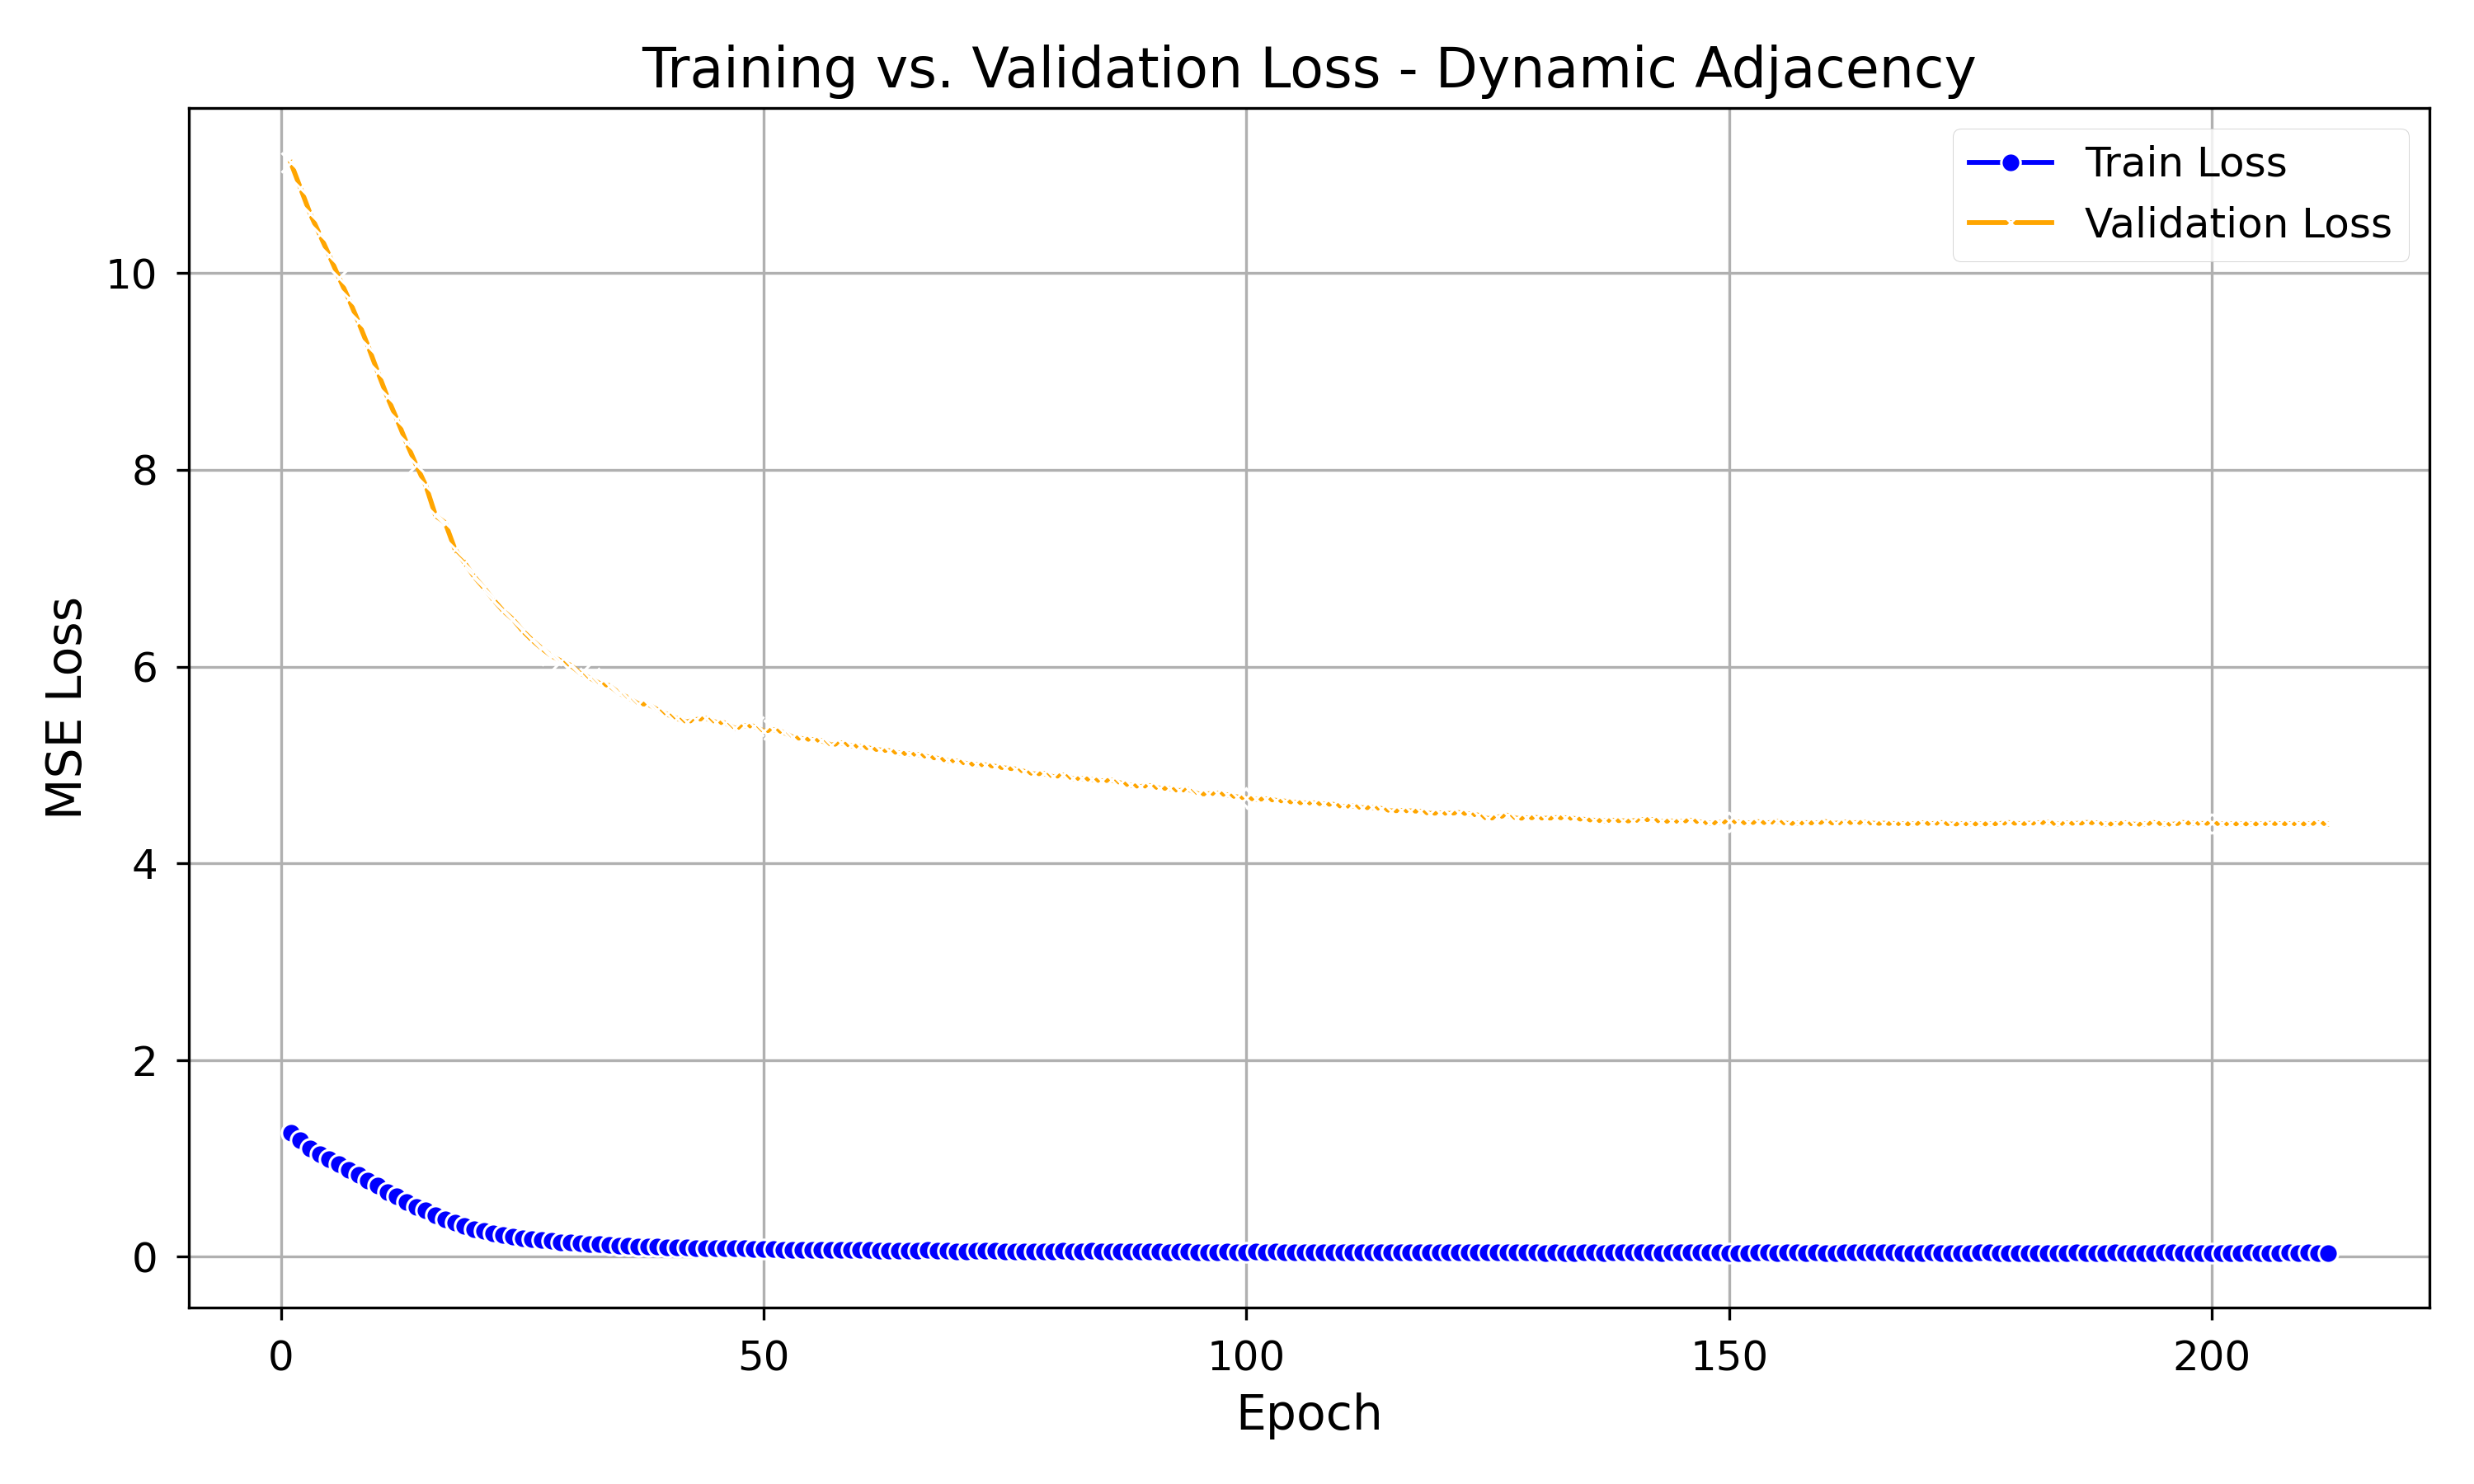 Training vs. Validation Loss - Dynamic Adjacency
Train Loss
Validation Loss
MSE Loss
10
8
6
4
2
0
0 50 100 150 200
Epoch